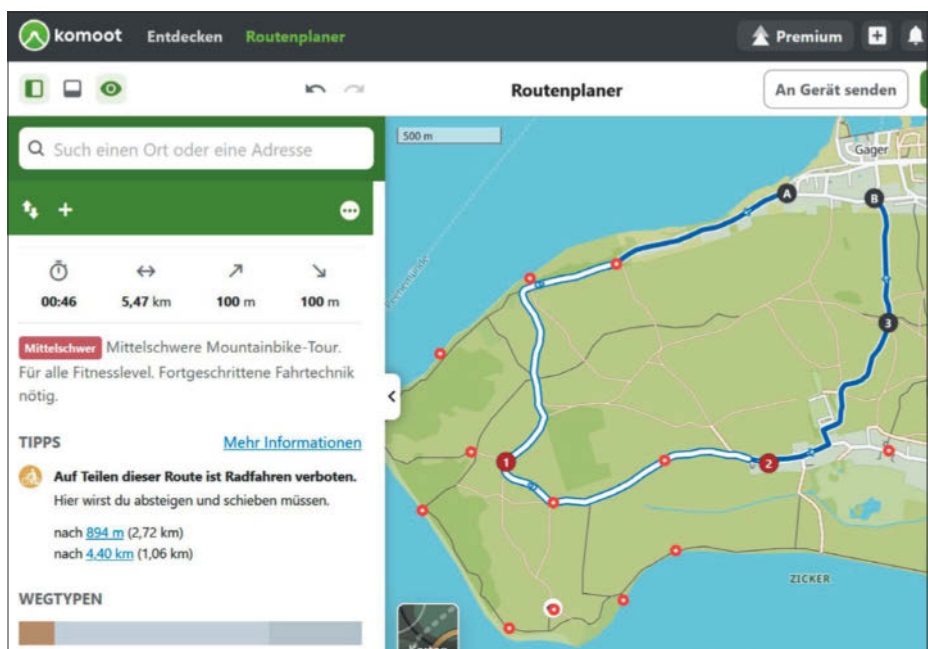 komoot Entdecken Routenplaner Premium
Routenplaner An Gerät senden
Such einen Ort oder eine Adresse
00:46 5,47 km 100 m 100 m
Mittelschwer Mittelschwere Mountainbike-Tour.
Für alle Fitnesslevel. Fortgeschrittene Fahrtechnik
nötig.
TIPPS Mehr Informationen
Auf Teilen dieser Route ist Radfahren verboten.
Hier wirst du absteigen und schieben müssen.
nach 894 m (2,72 km)
nach 4,40 km (1,06 km)
WEGTYPEN
500 m
Gager
A
B
3
1
2
ZICKER